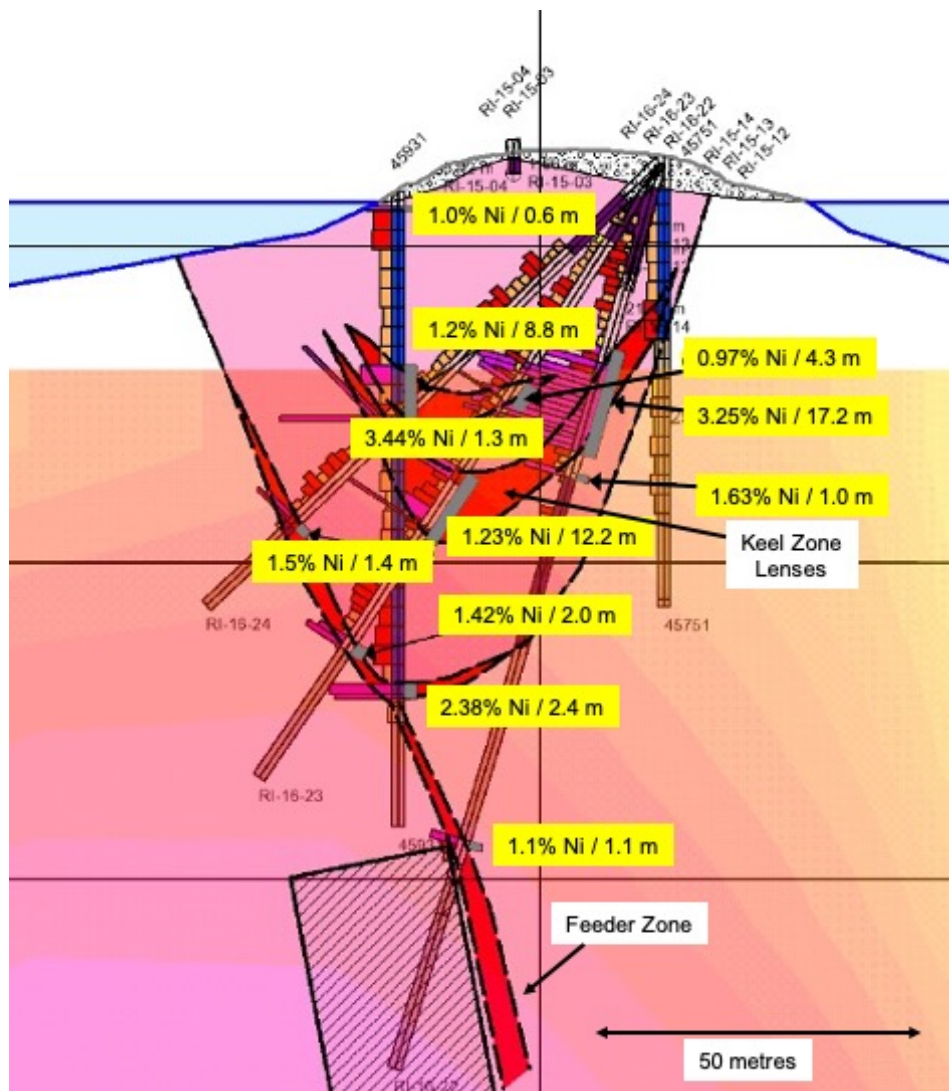 RI-15-04
RI-15-03
45931
RI-16-24
RI-16-23
RI-16-22
45751
RI-15-14
RI-15-13
RI-15-12
RI-15-04
RI-15-03
1.0% Ni / 0.6 m
1.2% Ni / 8.8 m
0.97% Ni / 4.3 m
3.25% Ni / 17.2 m
3.44% Ni / 1.3 m
1.63% Ni / 1.0 m
1.23% Ni / 12.2 m
Keel Zone
Lenses
1.5% Ni / 1.4 m
1.42% Ni / 2.0 m
RI-16-24
45751
2.38% Ni / 2.4 m
RI-16-23
1.1% Ni / 1.1 m
Feeder Zone
50 metres
RI-16-22